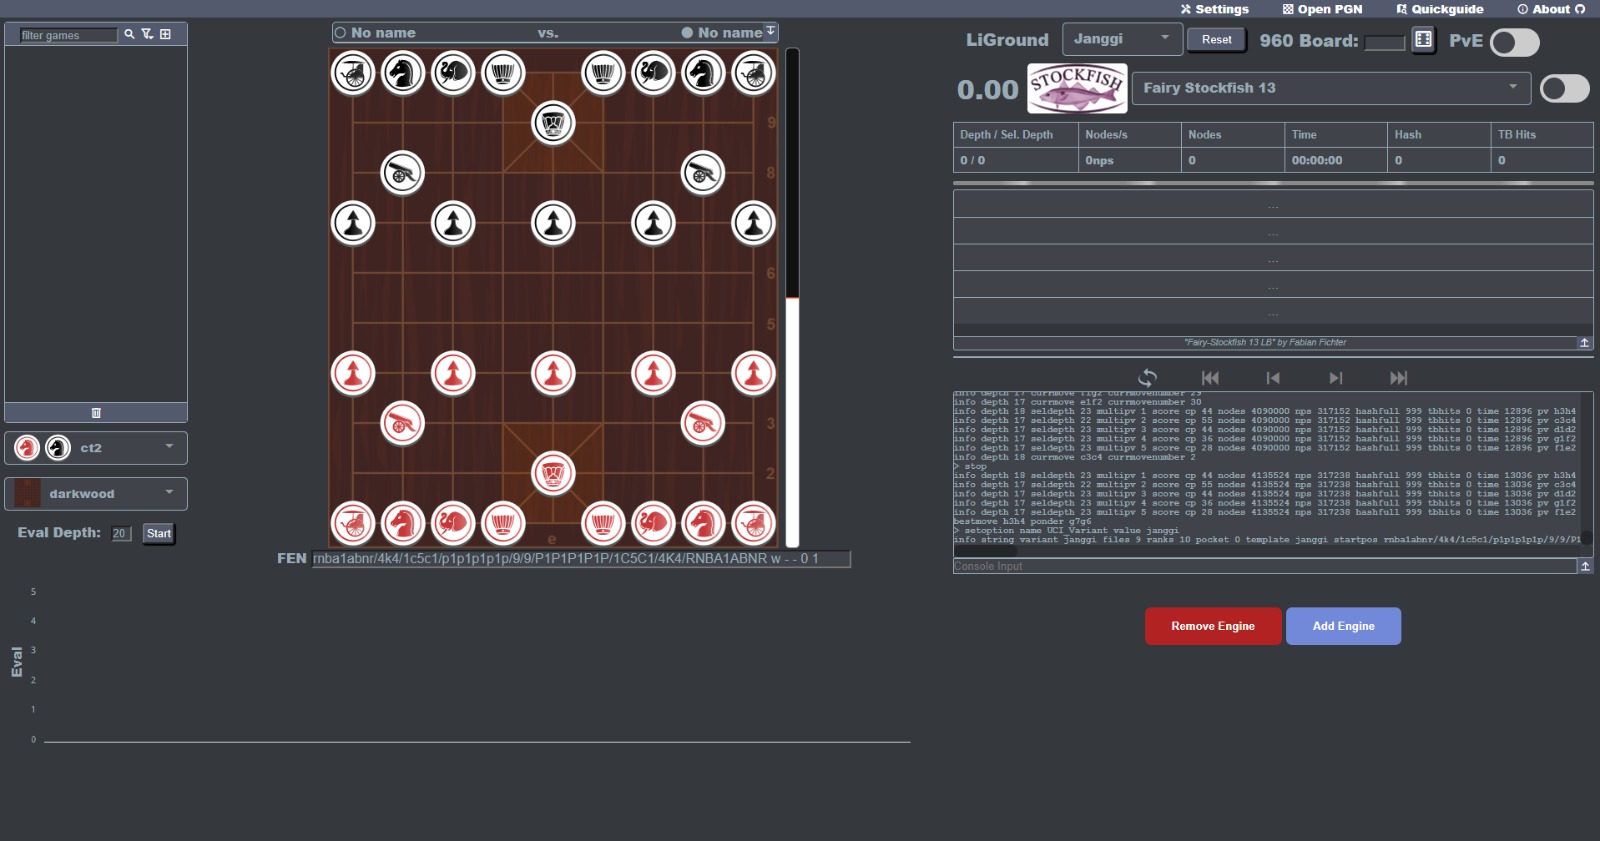 Settings
Open PGN
Quickguide
About
filter games
No name vs. No name
LiGround
Janggi
Reset
960 Board:
PvE
0.00
STOCKFISH
Fairy Stockfish 13
Depth / Sel. Depth Nodes/s Nodes Time Hash TB Hits
0 / 0 0nps 0 00:00:00 0 0
...
...
...
...
...
"Fairy-Stockfish 13 LB" by Fabian Fichter
9
8
6
5
3
2
e
ct2
darkwood
Eval Depth: 20 Start
FEN rnba1abnr/4k4/1c5c1/p1p1p1p1p/9/9/P1P1P1P1P/1C5C1/4K4/RNBA1ABNR w - - 0 1
info depth 17 currmove f1g2 currmovenumber 29
info depth 17 currmove e1f2 currmovenumber 30
info depth 18 seldepth 23 multipv 1 score cp 44 nodes 4090000 nps 317152 hashfull 999 tbhits 0 time 12896 pv h3h4
info depth 17 seldepth 22 multipv 2 score cp 55 nodes 4090000 nps 317152 hashfull 999 tbhits 0 time 12896 pv c3c4
info depth 17 seldepth 23 multipv 3 score cp 44 nodes 4090000 nps 317152 hashfull 999 tbhits 0 time 12896 pv d1d2
info depth 17 seldepth 23 multipv 4 score cp 36 nodes 4090000 nps 317152 hashfull 999 tbhits 0 time 12896 pv g1f2
info depth 17 seldepth 23 multipv 5 score cp 28 nodes 4090000 nps 317152 hashfull 999 tbhits 0 time 12896 pv f1e2
info depth 18 currmove c3c4 currmovenumber 2
> stop
info depth 18 seldepth 23 multipv 1 score cp 44 nodes 4135524 nps 317238 hashfull 999 tbhits 0 time 13036 pv h3h4
info depth 17 seldepth 22 multipv 2 score cp 55 nodes 4135524 nps 317238 hashfull 999 tbhits 0 time 13036 pv c3c4
info depth 17 seldepth 23 multipv 3 score cp 44 nodes 4135524 nps 317238 hashfull 999 tbhits 0 time 13036 pv d1d2
info depth 17 seldepth 23 multipv 4 score cp 36 nodes 4135524 nps 317238 hashfull 999 tbhits 0 time 13036 pv g1f2
info depth 17 seldepth 23 multipv 5 score cp 28 nodes 4135524 nps 317238 hashfull 999 tbhits 0 time 13036 pv f1e2
bestmove h3h4 ponder g7g6
> setoption name UCI_Variant value janggi
info string variant janggi files 9 ranks 10 pocket 0 template janggi startpos rnba1abnr/4k4/1c5c1/p1p1p1p1p/9/9/P1
Console Input
Remove Engine
Add Engine
Eval
5
4
3
2
1
0